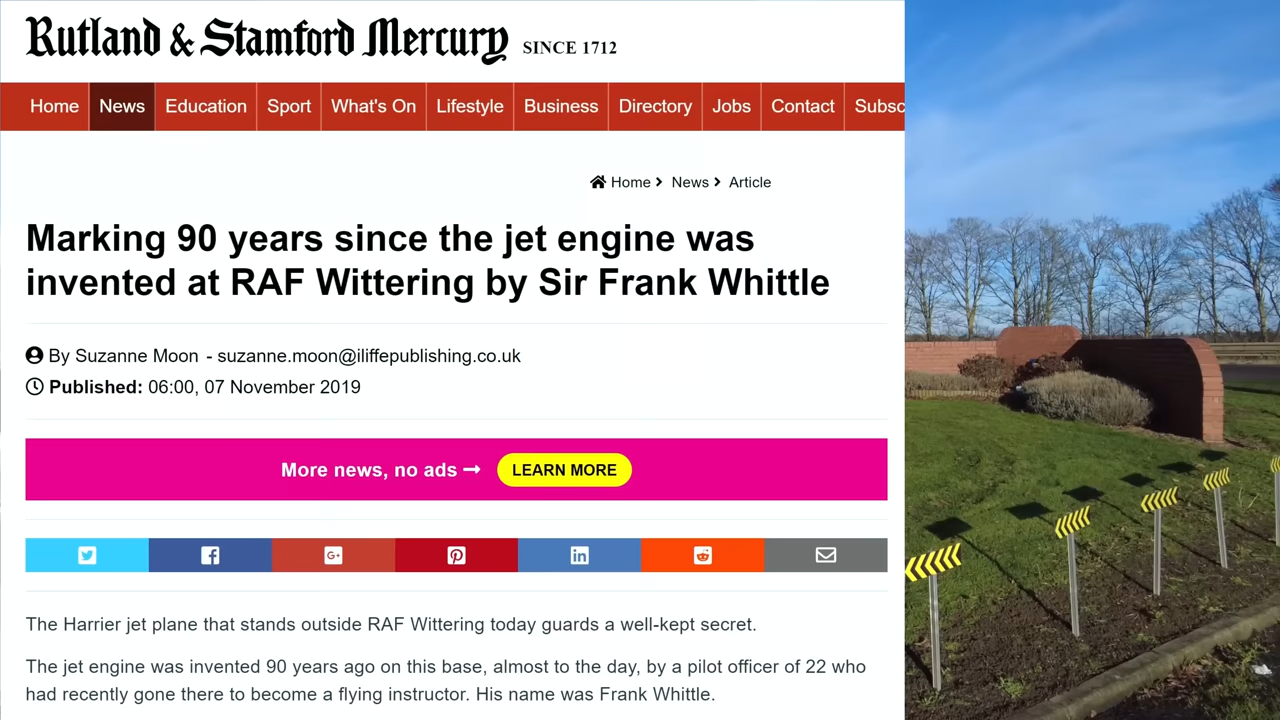 Rutland & Stamford Mercury SINCE 1712
Home News Education Sport What's On Lifestyle Business Directory Jobs Contact Subsc
Home News Article
Marking 90 years since the jet engine was
invented at RAF Wittering by Sir Frank Whittle
By Suzanne Moon - suzanne.moon@iliffepublishing.co.uk
Published: 06:00, 07 November 2019
More news, no ads → LEARN MORE
The Harrier jet plane that stands outside RAF Wittering today guards a well-kept secret.
The jet engine was invented 90 years ago on this base, almost to the day, by a pilot officer of 22 who
had recently gone there to become a flying instructor. His name was Frank Whittle.